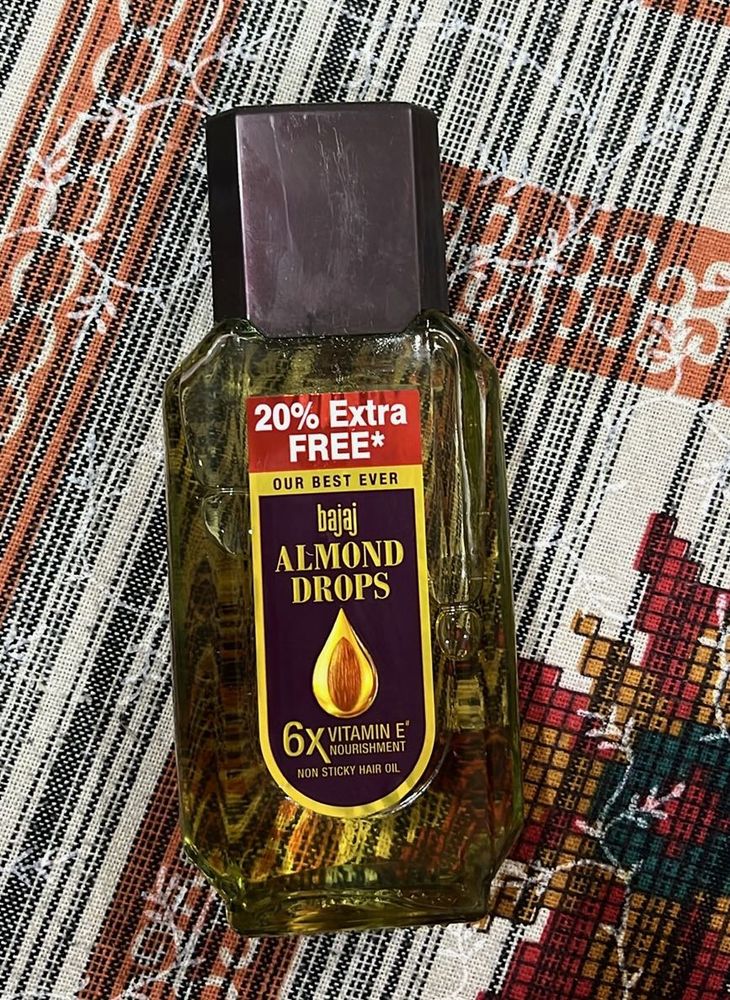 20% Extra
FREE*
OUR BEST EVER
bajaj
ALMOND
DROPS
6x VITAMIN E#
NOURISHMENT
NON STICKY HAIR OIL